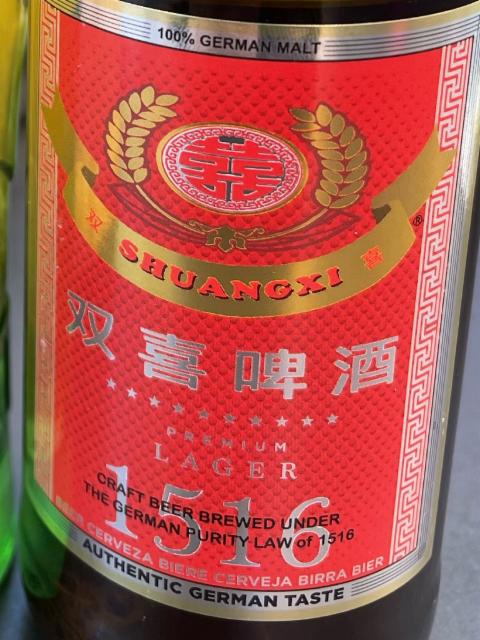 100% GERMAN MALT
囍
双 喜
®
SHUANGXI
双喜啤酒
PREMIUM
LAGER
1516
CRAFT BEER BREWED UNDER
THE GERMAN PURITY LAW of 1516
BEER CERVEZA BIERE CERVEJA BIRRA BIER
AUTHENTIC GERMAN TASTE